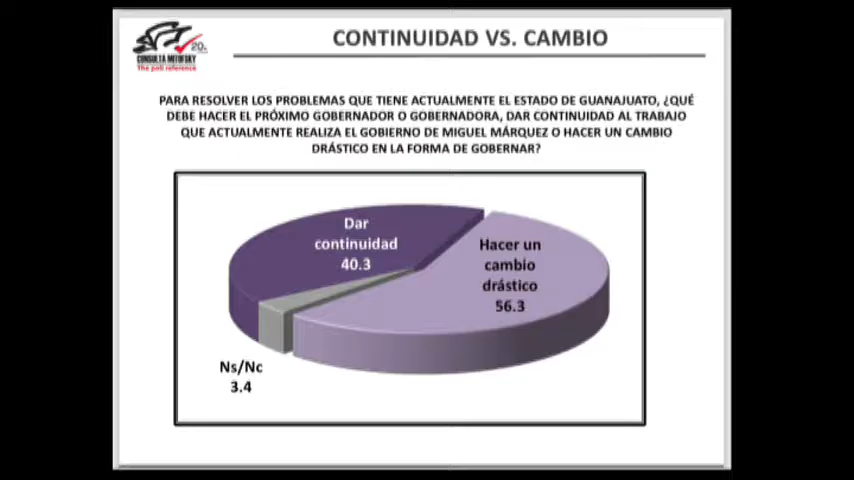 CONTINUIDAD VS. CAMBIO
20
CONSULTA MITOFSKY
The poll reference
PARA RESOLVER LOS PROBLEMAS QUE TIENE ACTUALMENTE EL ESTADO DE GUANAJUATO, ¿QUÉ
DEBE HACER EL PRÓXIMO GOBERNADOR O GOBERNADORA, DAR CONTINUIDAD AL TRABAJO
QUE ACTUALMENTE REALIZA EL GOBIERNO DE MIGUEL MÁRQUEZ O HACER UN CAMBIO
DRÁSTICO EN LA FORMA DE GOBERNAR?
Dar
continuidad
40.3
Hacer un
cambio
drástico
56.3
Ns/Nc
3.4